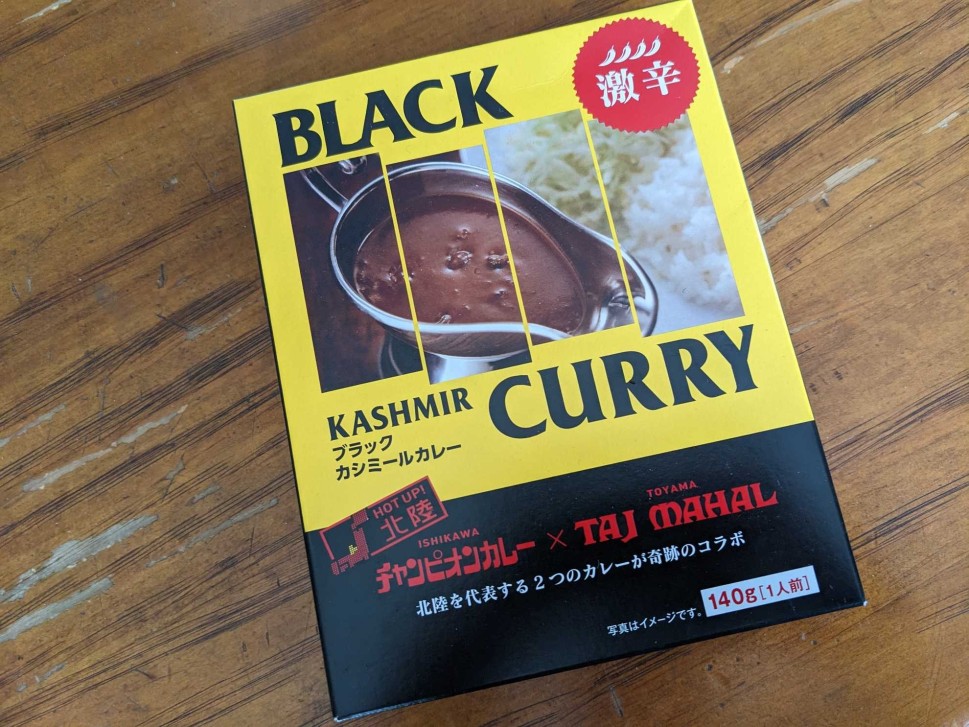 激辛
BLACK
KASHMIR
CURRY
ブラック
カシミールカレー
HOT UP!
北陸
ISHIKAWA
チャンピオンカレー
×
TOYAMA
TAJ MAHAL
北陸を代表する2つのカレーが奇跡のコラボ
写真はイメージです。
140g[1人前]